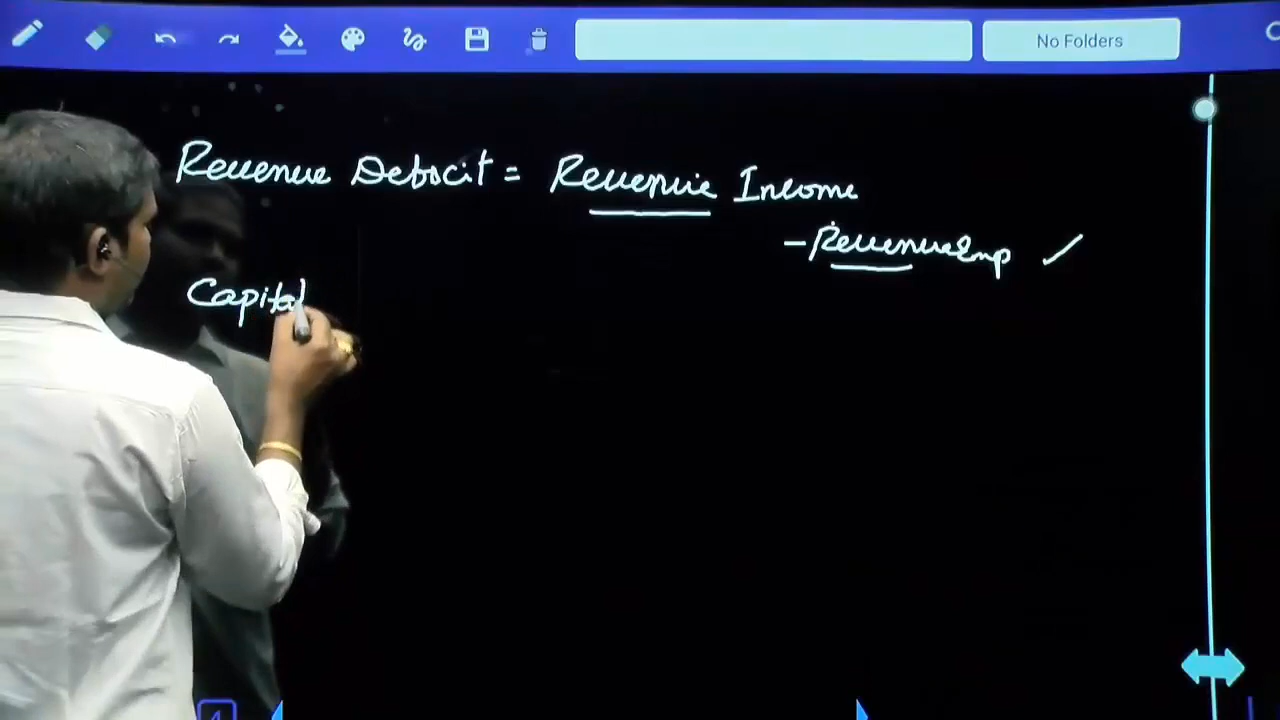 No Folders
Revenue Deficit = Revenue Income
- Revenue Exp ✓
Capital